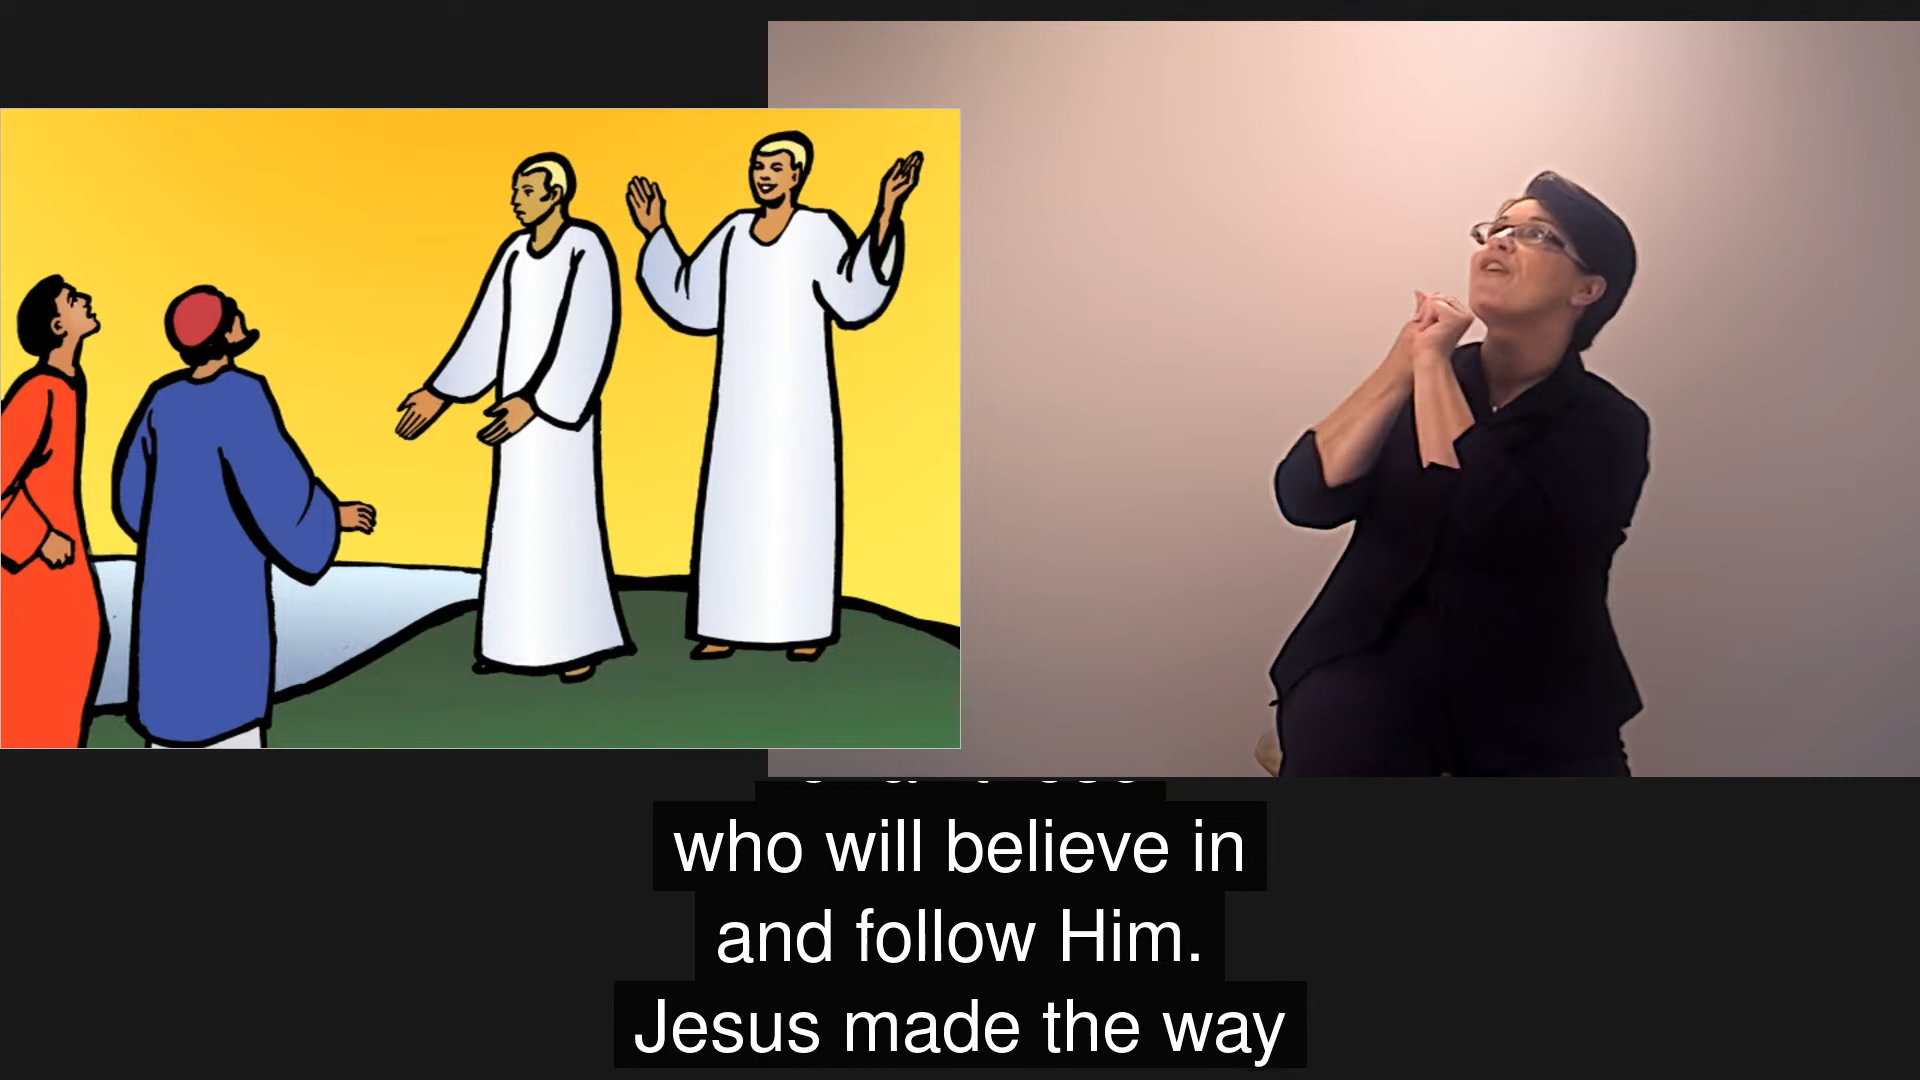 who will believe in
and follow Him.
Jesus made the way